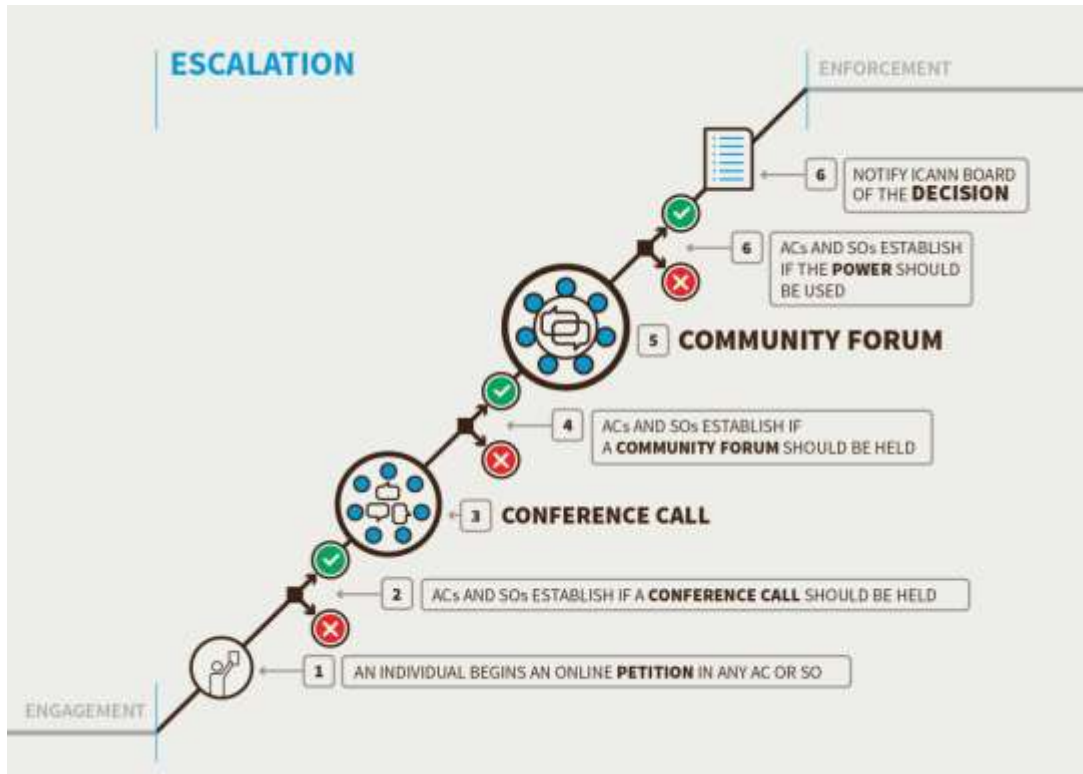 ESCALATION
ENFORCEMENT
6 NOTIFY ICANN BOARD
OF THE DECISION
6 ACs AND SOs ESTABLISH
IF THE POWER SHOULD
BE USED
5 COMMUNITY FORUM
4 ACs AND SOs ESTABLISH IF
A COMMUNITY FORUM SHOULD BE HELD
3 CONFERENCE CALL
2 ACs AND SOs ESTABLISH IF A CONFERENCE CALL SHOULD BE HELD
1 AN INDIVIDUAL BEGINS AN ONLINE PETITION IN ANY AC OR SO
ENGAGEMENT